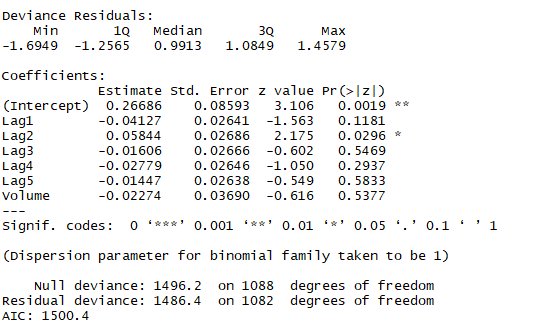 Deviance Residuals:
    Min       1Q   Median       3Q      Max
-1.6949  -1.2565   0.9913   1.0849   1.4579
Coefficients:
            Estimate Std. Error z value Pr(>|z|)
(Intercept)  0.26686    0.08593   3.106   0.0019 **
Lag1        -0.04127    0.02641  -1.563   0.1181
Lag2         0.05844    0.02686   2.175   0.0296 *
Lag3        -0.01606    0.02666  -0.602   0.5469
Lag4        -0.02779    0.02646  -1.050   0.2937
Lag5        -0.01447    0.02638  -0.549   0.5833
Volume      -0.02274    0.03690  -0.616   0.5377
---
Signif. codes:  0 ‘***’ 0.001 ‘**’ 0.01 ‘*’ 0.05 ‘.’ 0.1 ‘ ’ 1
(Dispersion parameter for binomial family taken to be 1)
    Null deviance: 1496.2  on 1088  degrees of freedom
Residual deviance: 1486.4  on 1082  degrees of freedom
AIC: 1500.4